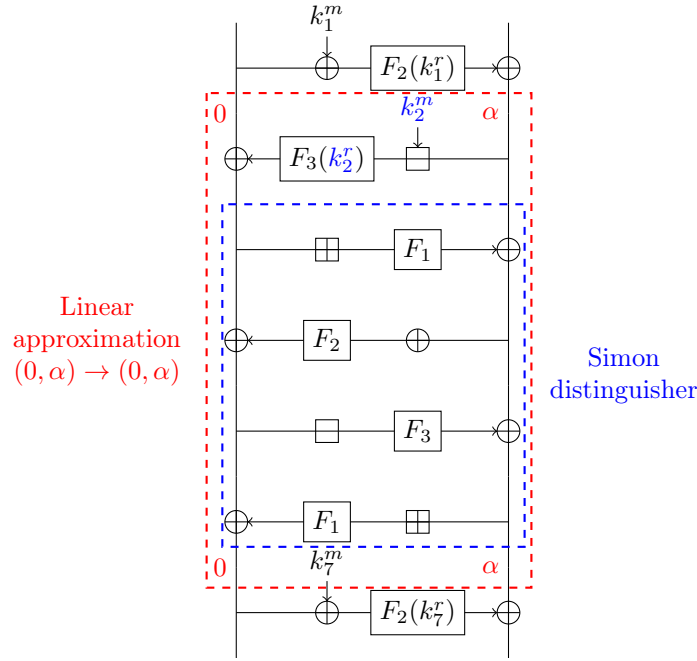 $k_1^m$
$F_2(k_1^r)$
0 α
$k_2^m$
$F_3(k_2^r)$
$F_1$
Linear
approximation
$(0, α) → (0, α)$
$F_2$
Simon
distinguisher
$F_3$
$F_1$
0 α
$k_7^m$
$F_2(k_7^r)$